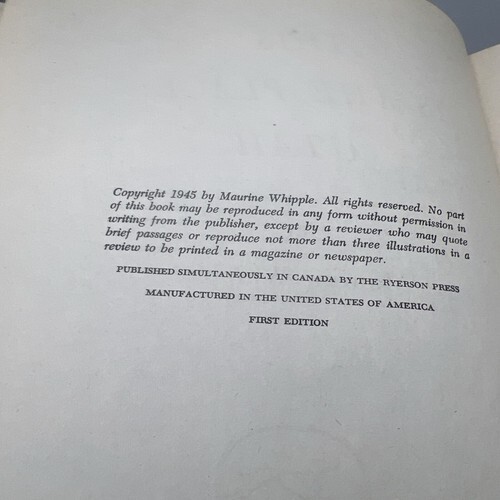 Copyright 1945 by Maurine Whipple. All rights reserved. No part
of this book may be reproduced in any form without permission in
writing from the publisher, except by a reviewer who may quote
brief passages or reproduce not more than three illustrations in a
review to be printed in a magazine or newspaper.
PUBLISHED SIMULTANEOUSLY IN CANADA BY THE RYERSON PRESS
MANUFACTURED IN THE UNITED STATES OF AMERICA
FIRST EDITION